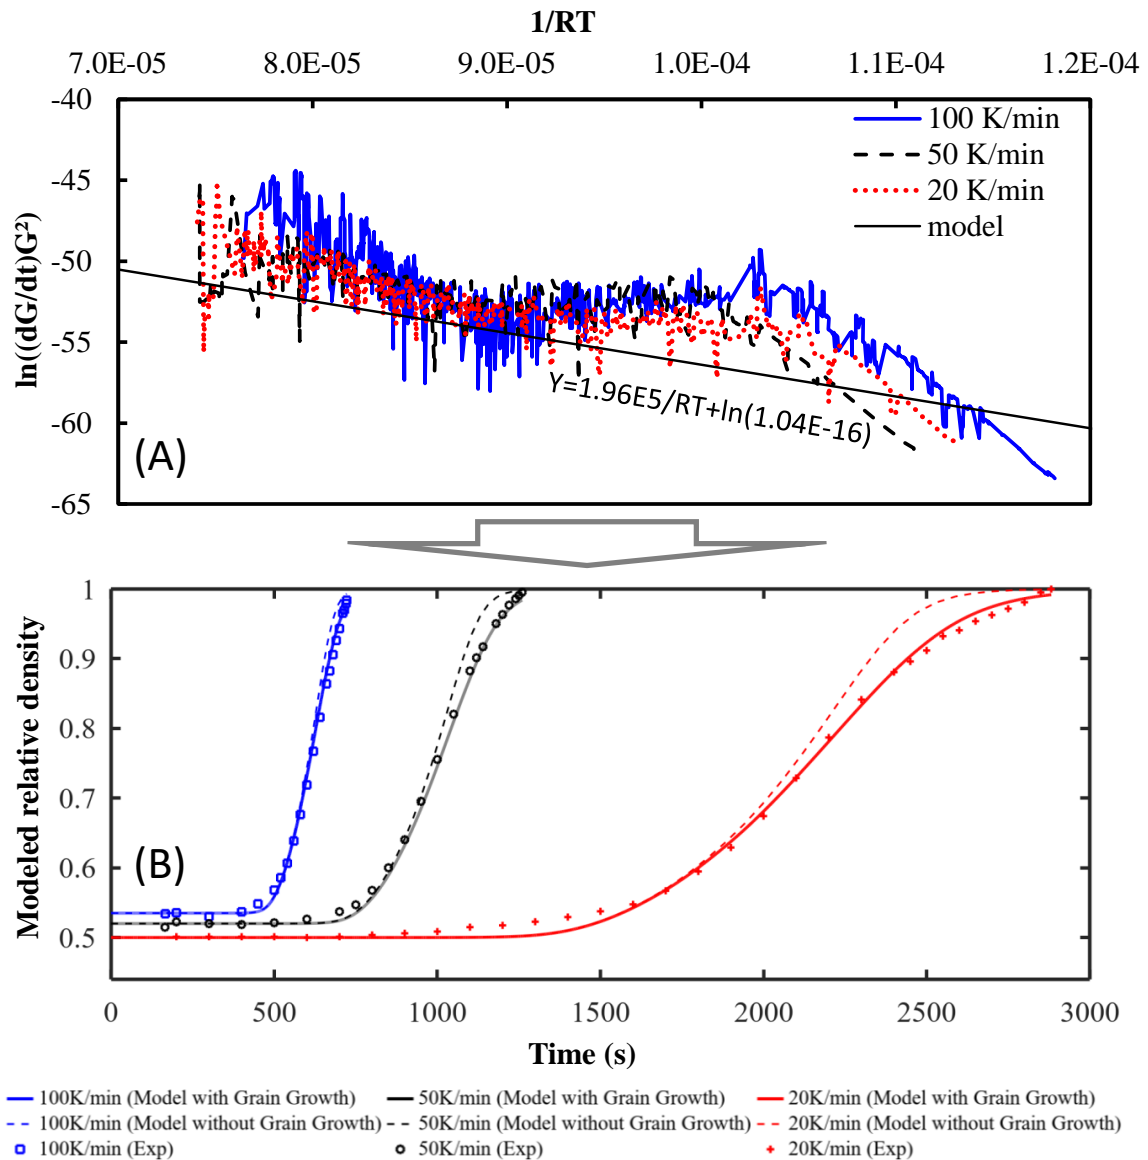 1/RT
7.0E-05 8.0E-05 9.0E-05 1.0E-04 1.1E-04 1.2E-04
-40
-45
-50
-55
-60
-65
ln((dG/dt)G²)
100 K/min
50 K/min
20 K/min
model
Y=1.96E5/RT+ln(1.04E-16)
(A)
1
0.9
0.8
0.7
0.6
0.5
Modeled relative density
(B)
0 500 1000 1500 2000 2500 3000
Time (s)
100K/min (Model with Grain Growth) 50K/min (Model with Grain Growth) 20K/min (Model with Grain Growth)
100K/min (Model without Grain Growth) 50K/min (Model without Grain Growth) 20K/min (Model without Grain Growth)
100K/min (Exp) 50K/min (Exp) 20K/min (Exp)